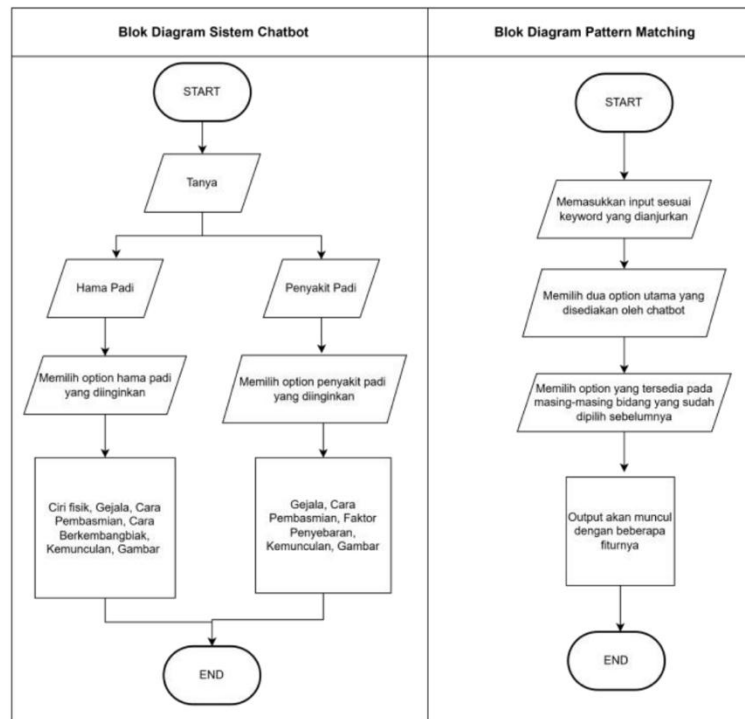 Blok Diagram Sistem Chatbot
START
Tanya
Hama Padi
Penyakit Padi
Memilih option hama padi
yang diinginkan
Memilih option penyakit padi
yang diinginkan
Ciri fisik, Gejala, Cara
Pembasmian, Cara
Berkembangbiak,
Kemunculan, Gambar
Gejala, Cara
Pembasmian, Faktor
Penyebaran,
Kemunculan, Gambar
END
Blok Diagram Pattern Matching
START
Memasukkan input sesuai
keyword yang dianjurkan
Memilih dua option utama yang
disediakan oleh chatbot
Memilih option yang tersedia pada
masing-masing bidang yang sudah
dipilih sebelumnya
Output akan muncul
dengan beberapa
fiturnya
END